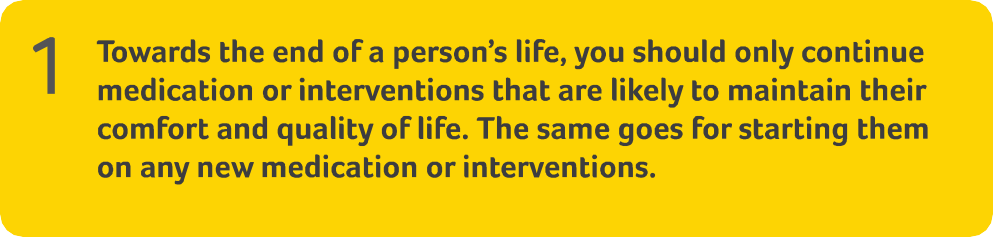 1
Towards the end of a person’s life, you should only continue
medication or interventions that are likely to maintain their
comfort and quality of life. The same goes for starting them
on any new medication or interventions.